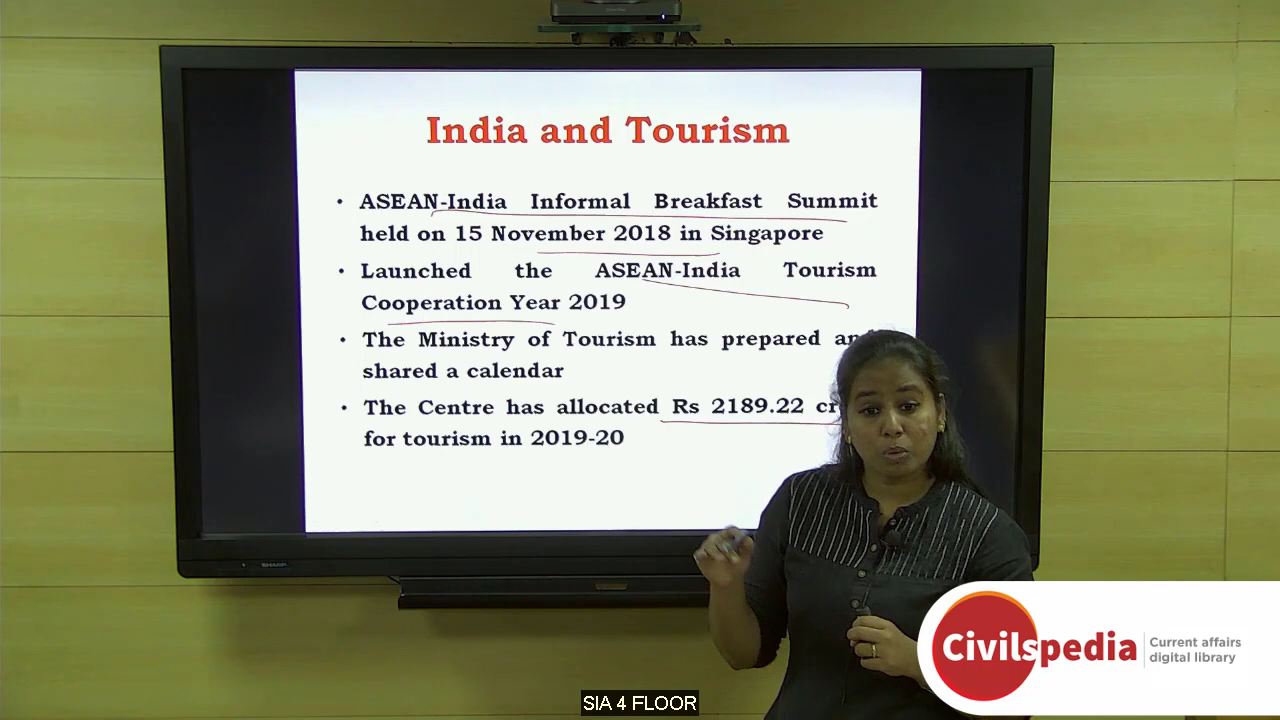 India and Tourism
• ASEAN-India Informal Breakfast Summit
held on 15 November 2018 in Singapore
• Launched the ASEAN-India Tourism
Cooperation Year 2019
• The Ministry of Tourism has prepared
shared a calendar
• The Centre has allocated Rs 2189.22
for tourism in 2019-20
SHARP
Civilspedia
Current affairs
digital library
SIA 4 FLOOR